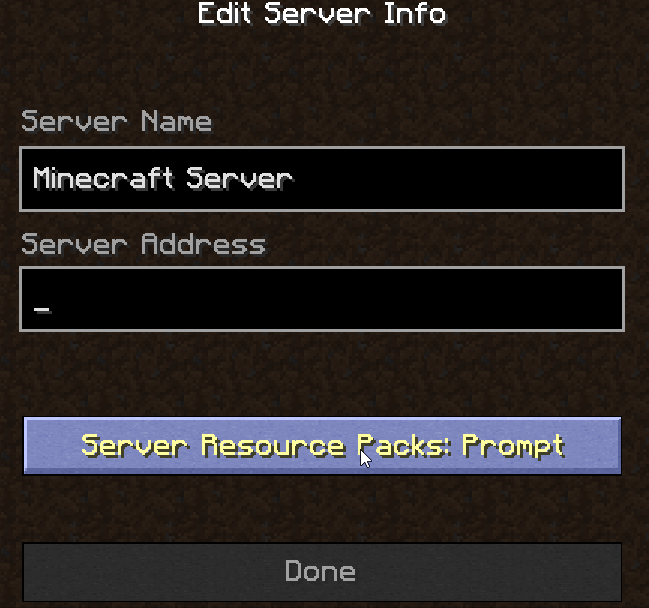 Edit Server Info
Server Name
Minecraft Server
Server Address
_
Server Resource Packs: Prompt
Done